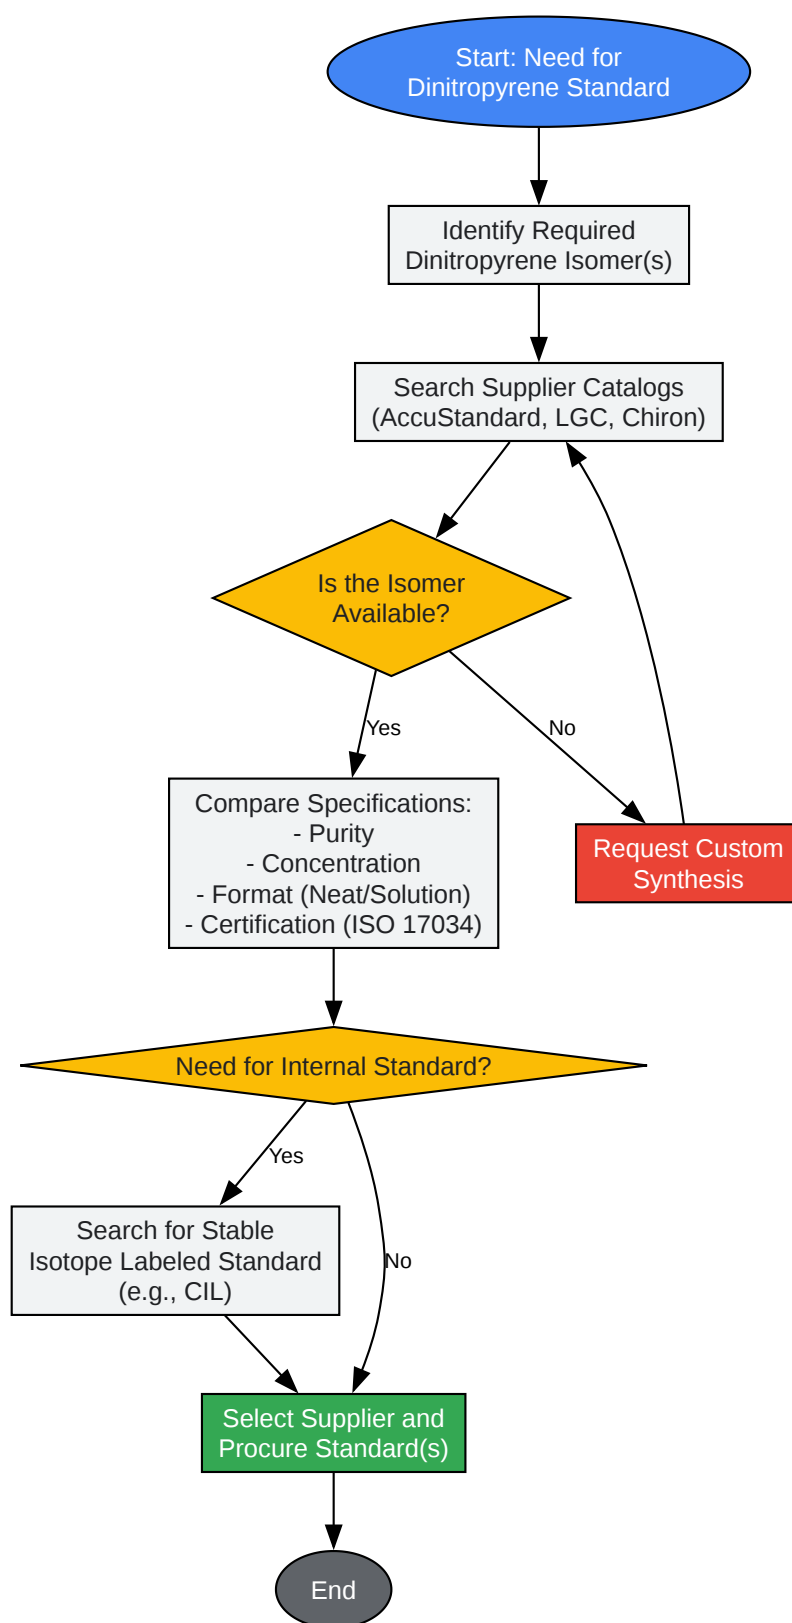 Start: Need for
Dinitropyrene Standard
Identify Required
Dinitropyrene Isomer(s)
Search Supplier Catalogs
(AccuStandard, LGC, Chiron)
Is the Isomer
Available?
Yes
No
Compare Specifications:
- Purity
- Concentration
- Format (Neat/Solution)
- Certification (ISO 17034)
Request Custom
Synthesis
Need for Internal Standard?
Yes
Search for Stable
Isotope Labeled Standard
(e.g., CIL)
No
Select Supplier and
Procure Standard(s)
End